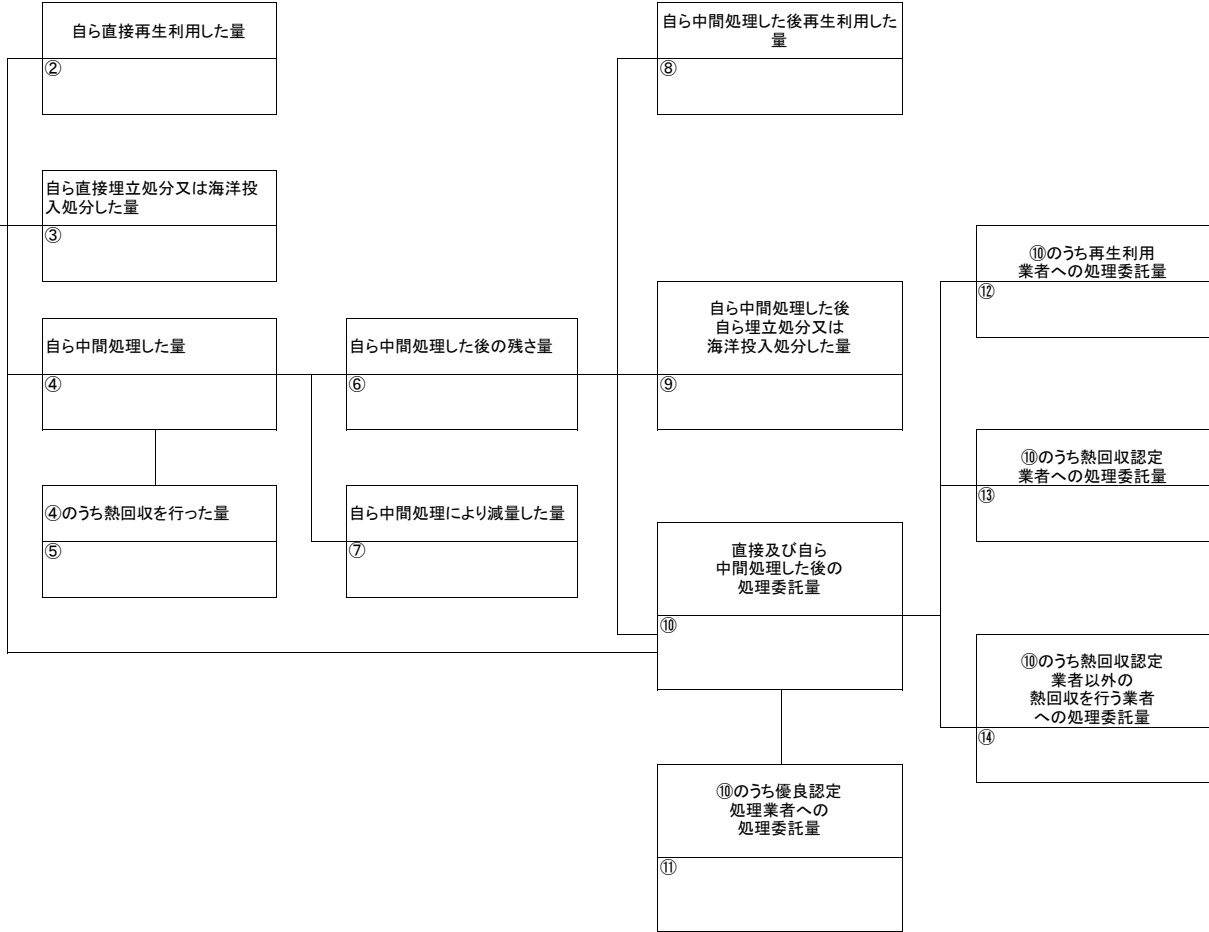 自ら直接再生利用した量
②
自ら直接埋立処分又は海洋投
入処分した量
③
自ら中間処理した量
④
④のうち熱回収を行った量
⑤
自ら中間処理した後の残さ量
⑥
自ら中間処理により減量した量
⑦
自ら中間処理した後再生利用した
量
⑧
自ら中間処理した後
自ら埋立処分又は
海洋投入処分した量
⑨
直接及び自ら
中間処理した後の
処理委託量
⑩
⑩のうち優良認定
処理業者への
処理委託量
⑪
⑩のうち再生利用
業者への処理委託量
⑫
⑩のうち熱回収認定
業者への処理委託量
⑬
⑩のうち熱回収認定
業者以外の
熱回収を行う業者
への処理委託量
⑭